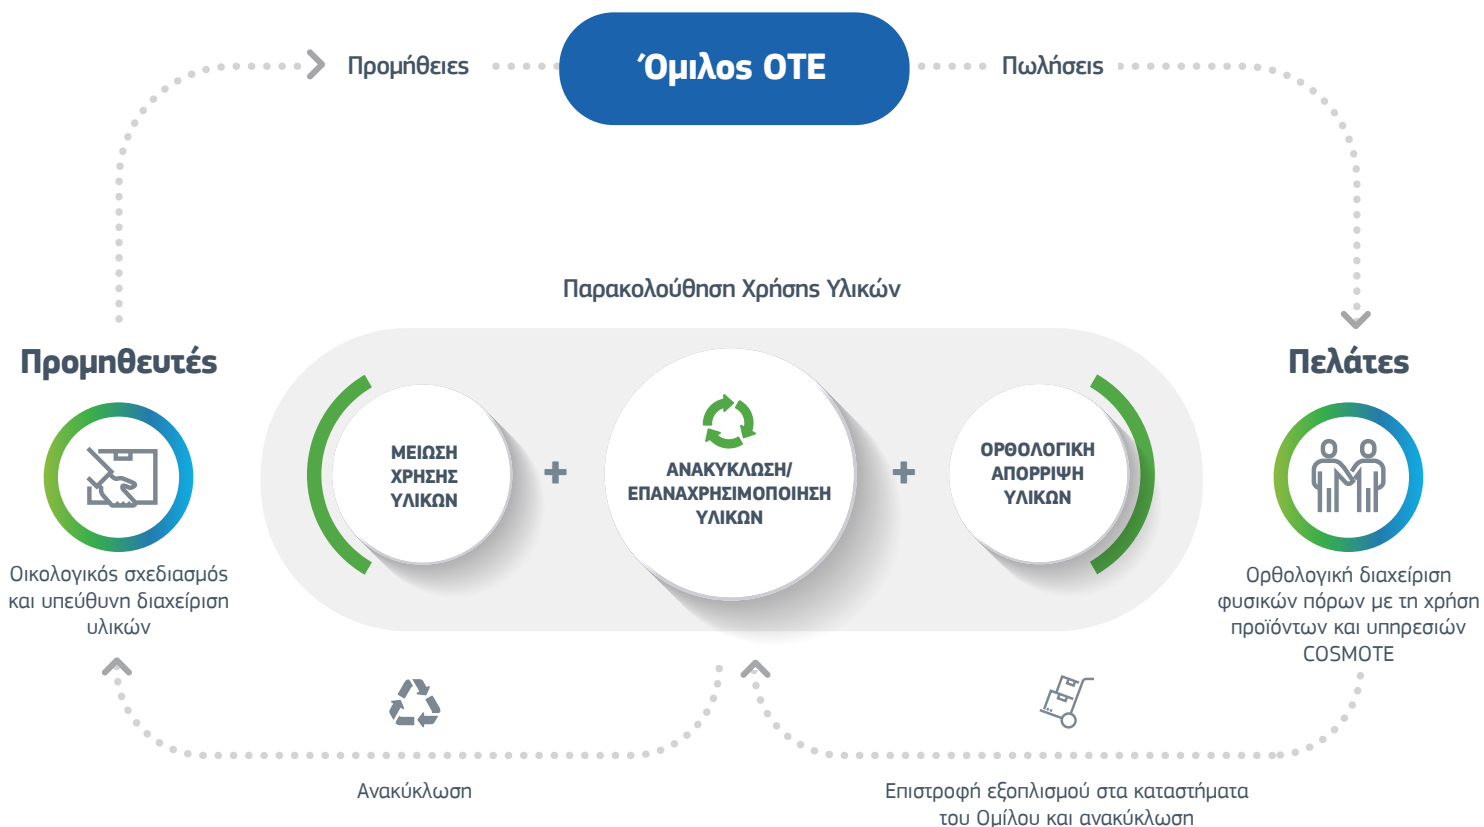 Προμήθειες
Όμιλος ΟΤΕ
Πωλήσεις
Παρακολούθηση Χρήσης Υλικών
Προμηθευτές
Οικολογικός σχεδιασμός
και υπεύθυνη διαχείριση
υλικών
ΜΕΙΩΣΗ
ΧΡΗΣΗΣ
ΥΛΙΚΩΝ
+
ΑΝΑΚΥΚΛΩΣΗ/
ΕΠΑΝΑΧΡΗΣΙΜΟΠΟΙΗΣΗ
ΥΛΙΚΩΝ
+
ΟΡΘΟΛΟΓΙΚΗ
ΑΠΟΡΡΙΨΗ
ΥΛΙΚΩΝ
Πελάτες
Ορθολογική διαχείριση
φυσικών πόρων με τη χρήση
προϊόντων και υπηρεσιών
COSMOTE
Ανακύκλωση
Επιστροφή εξοπλισμού στα καταστήματα
του Ομίλου και ανακύκλωση